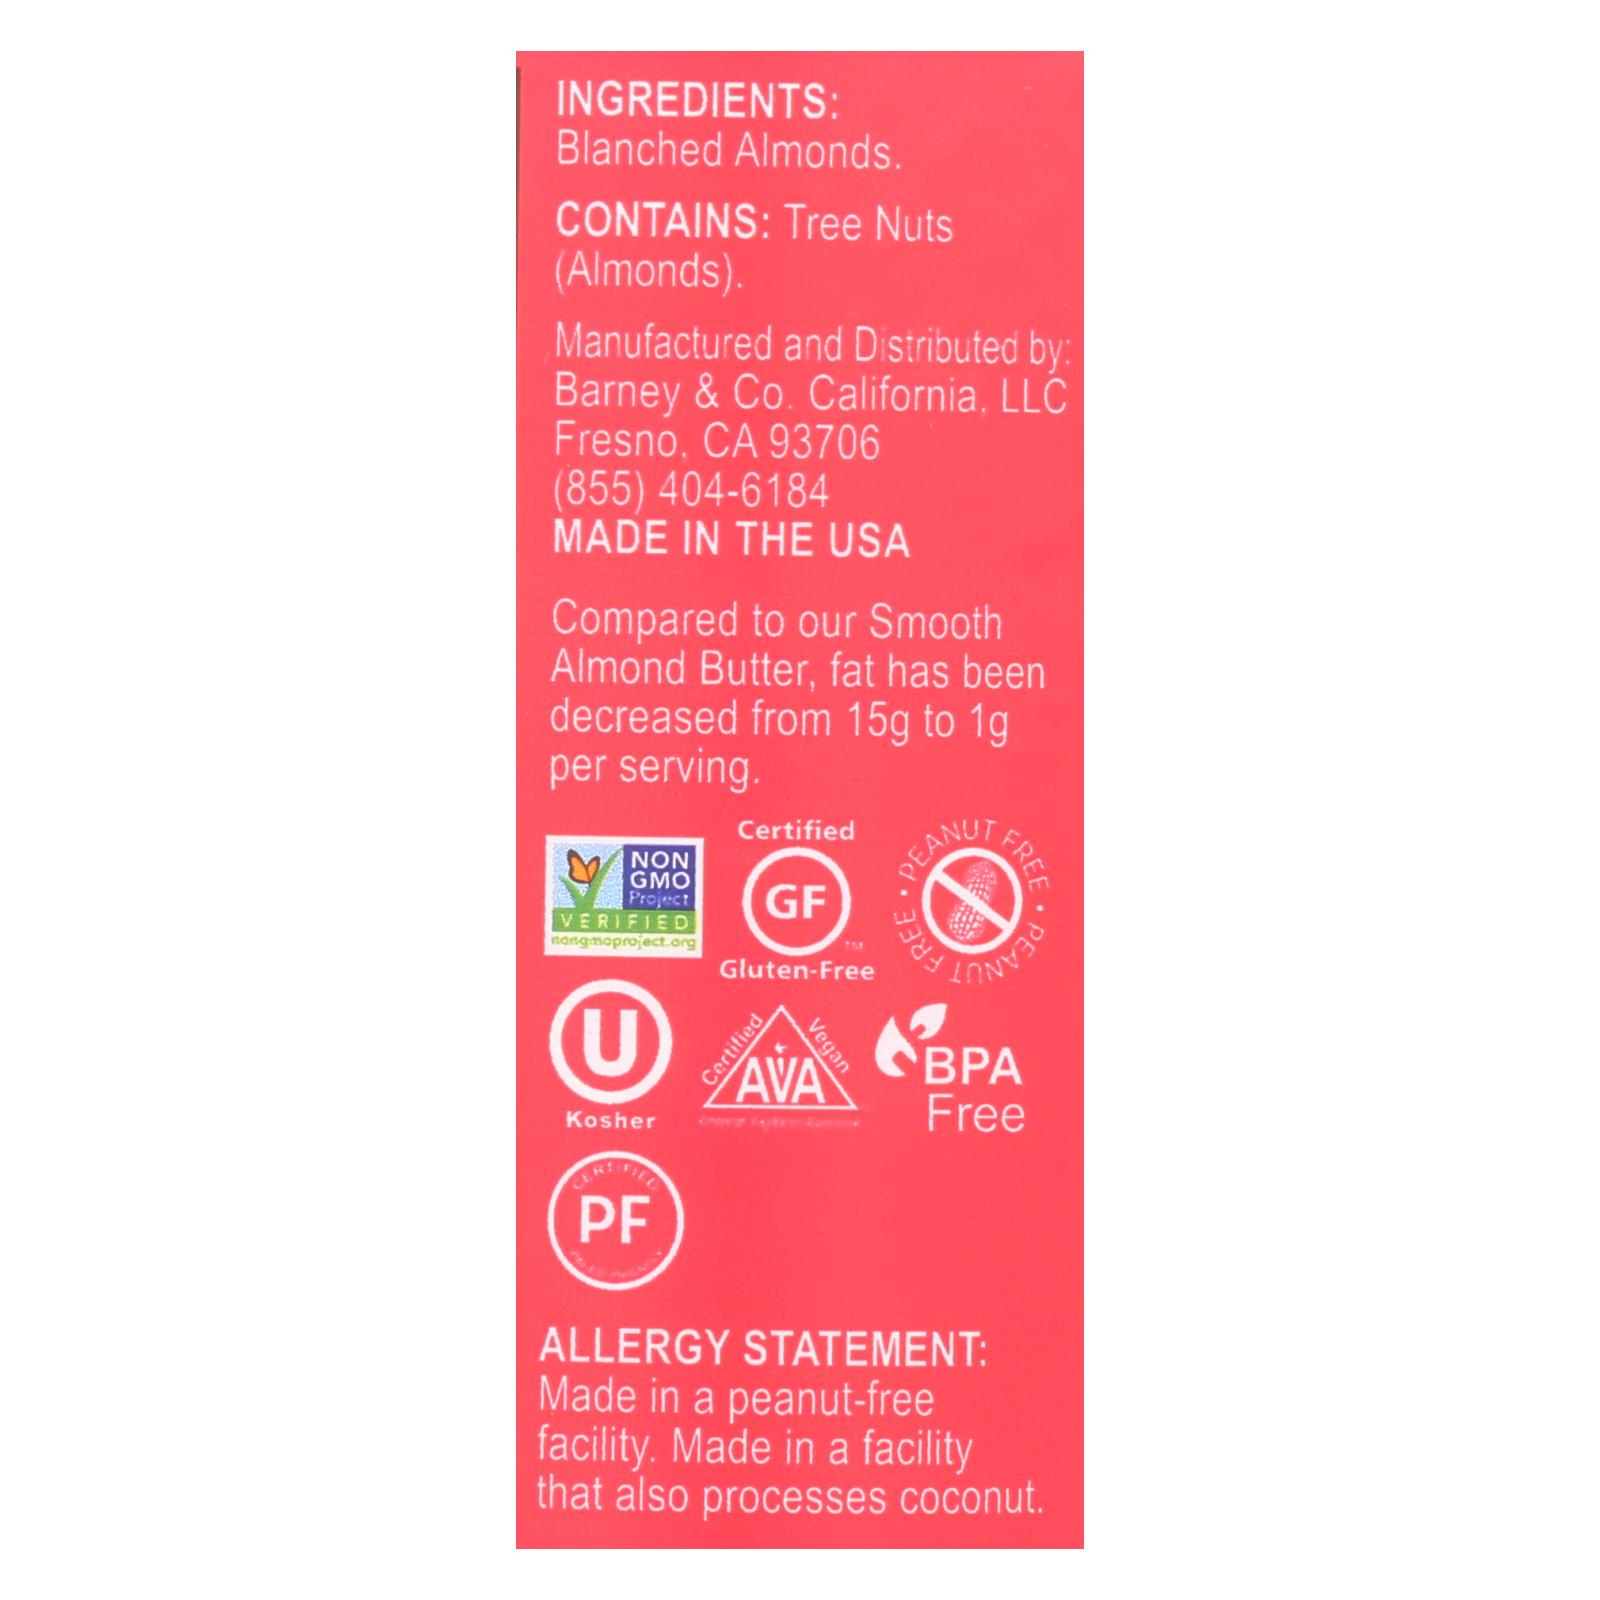 INGREDIENTS:
Blanched Almonds.
CONTAINS: Tree Nuts
(Almonds).
Manufactured and Distributed by:
Barney & Co. California, LLC
Fresno, CA 93706
(855) 404-6184
MADE IN THE USA
Compared to our Smooth
Almond Butter, fat has been
decreased from 15g to 1g
per serving.
NON
GMO
Project
VERIFIED
nongmoproject.org
Certified
GF
TM
Gluten-Free
PEANUT FREE • PEANUT FREE •
U
Kosher
Certified Vegan
AVA
BPA
Free
CERTIFIED
PF
ALLERGY STATEMENT:
Made in a peanut-free
facility. Made in a facility
that also processes coconut.